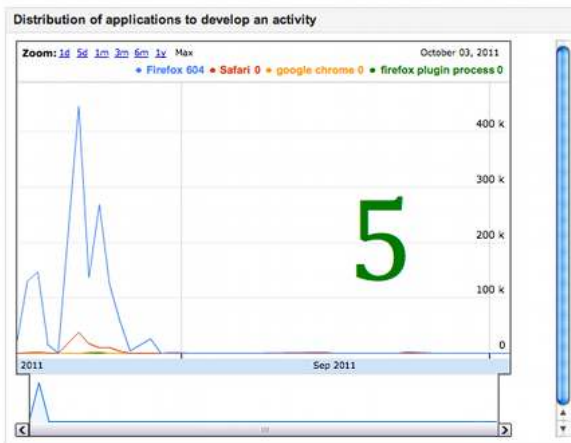 Distribution of applications to develop an activity
Zoom: 1d 5d 1m 3m 6m 1y Max October 03, 2011
Firefox 604 Safari 0 google chrome 0 firefox plugin process 0
400 k
300 k
5
200 k
100 k
0
2011 Sep 2011